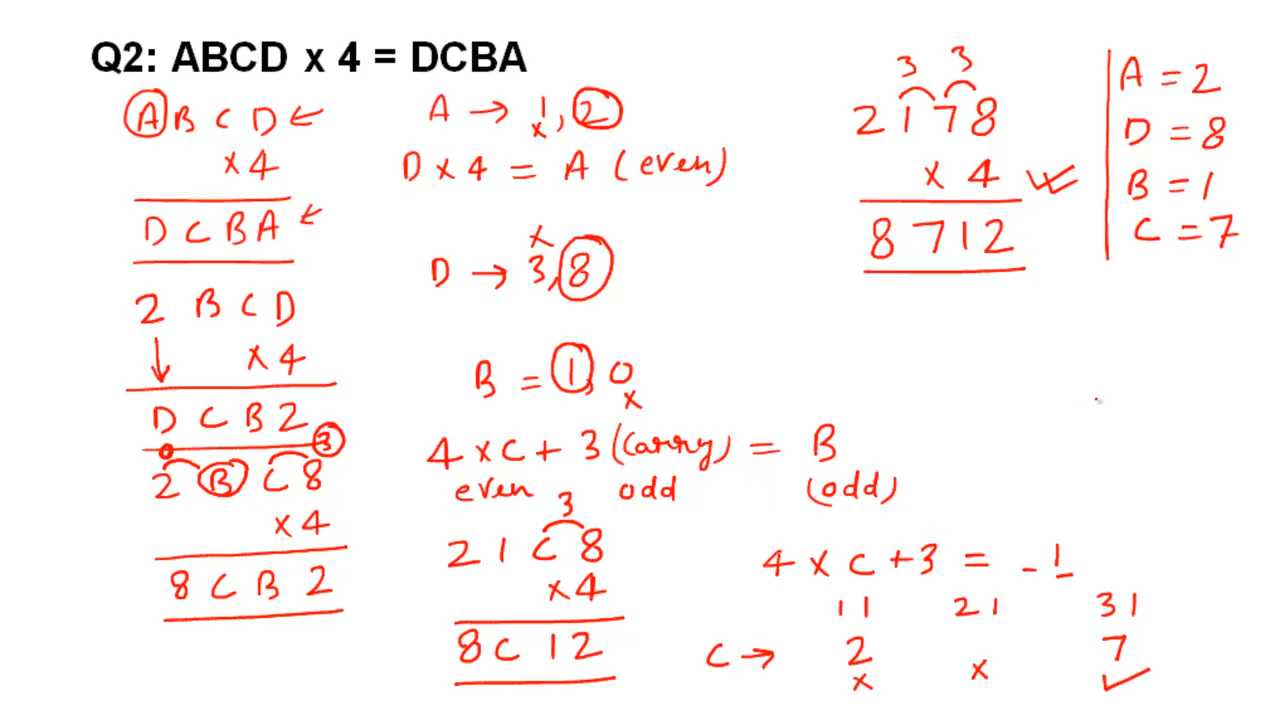 Q2: ABCD x 4 = DCBA
A B C D ←
x 4
D C B A ←
2 B C D
↓ x 4
D C B 2
0 3
2 B C 8
x 4
8 C B 2
A → 1, 2
x
D x 4 = A (even)
x
D → 3, 8
B = 1, 0
x
4 x C + 3 (carry) = B
even odd (odd)
3
2 1 C 8
x 4
8 C 1 2
4 x C + 3 = _ 1
11 21 31
C → 2 x 7
x ✓
3 3
2 1 7 8
x 4 ✓
8 7 1 2
A = 2
D = 8
B = 1
C = 7